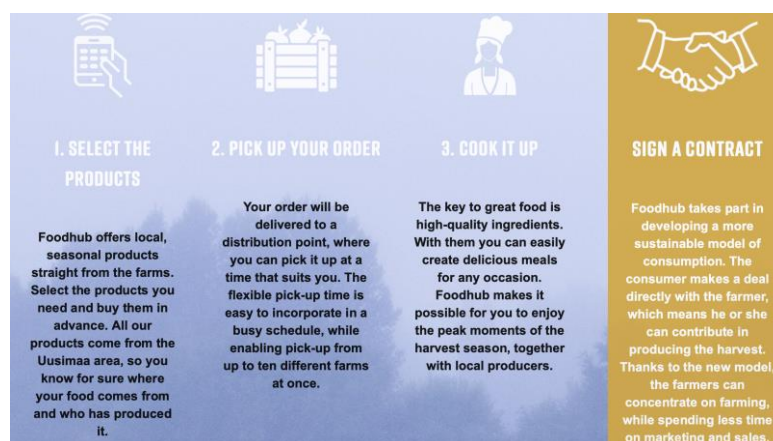 1. SELECT THE
PRODUCTS
Foodhub offers local,
seasonal products
straight from the farms.
Select the products you
need and buy them in
advance. All our
products come from the
Uusimaa area, so you
know for sure where
your food comes from
and who has produced
it.
2. PICK UP YOUR ORDER
Your order will be
delivered to a
distribution point, where
you can pick it up at a
time that suits you. The
flexible pick-up time is
easy to incorporate in a
busy schedule, while
enabling pick-up from
up to ten different farms
at once.
3. COOK IT UP
The key to great food is
high-quality ingredients.
With them you can easily
create delicious meals
for any occasion.
Foodhub makes it
possible for you to enjoy
the peak moments of the
harvest season, together
with local producers.
SIGN A CONTRACT
Foodhub takes part in
developing a more
sustainable model of
consumption. The
consumer makes a deal
directly with the farmer,
which means he or she
can contribute in
producing the harvest.
Thanks to the new model,
the farmers can
concentrate on farming,
while spending less time
on marketing and sales.